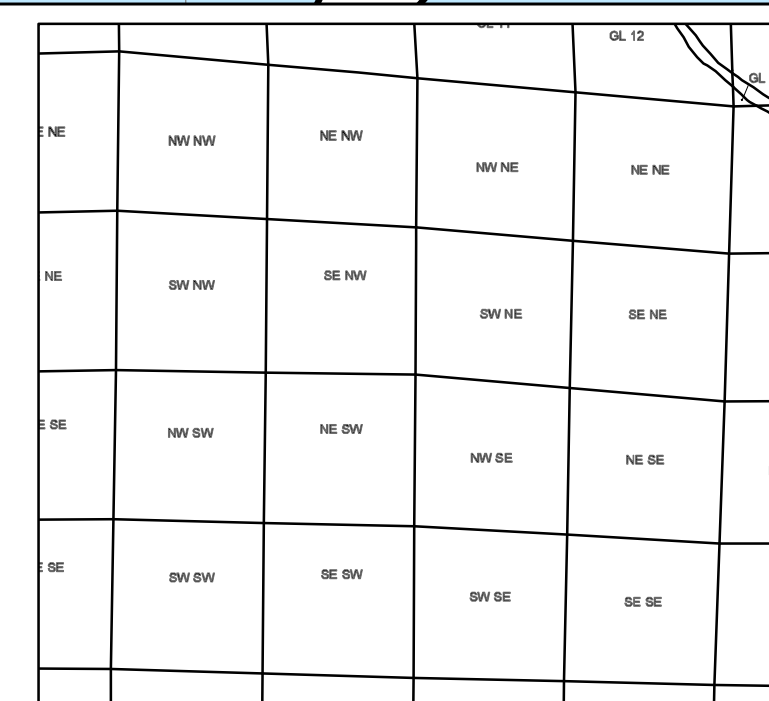 GL 12
GL
NE
NW NW
NE NW
NW NE
NE NE
NE
SW NW
SE NW
SW NE
SE NE
SE
NW SW
NE SW
NW SE
NE SE
SE
SW SW
SE SW
SW SE
SE SE